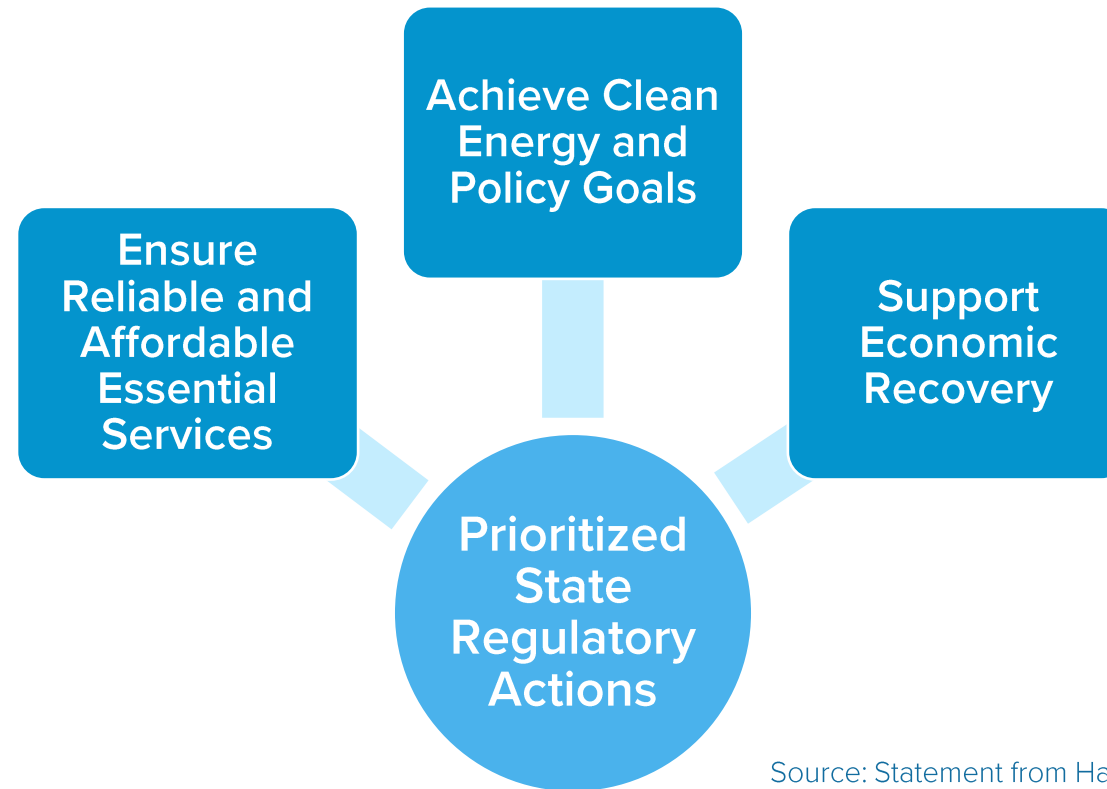 Achieve Clean
Energy and
Policy Goals
Ensure
Reliable and
Affordable
Essential
Services
Support
Economic
Recovery
Prioritized
State
Regulatory
Actions
Source: Statement from